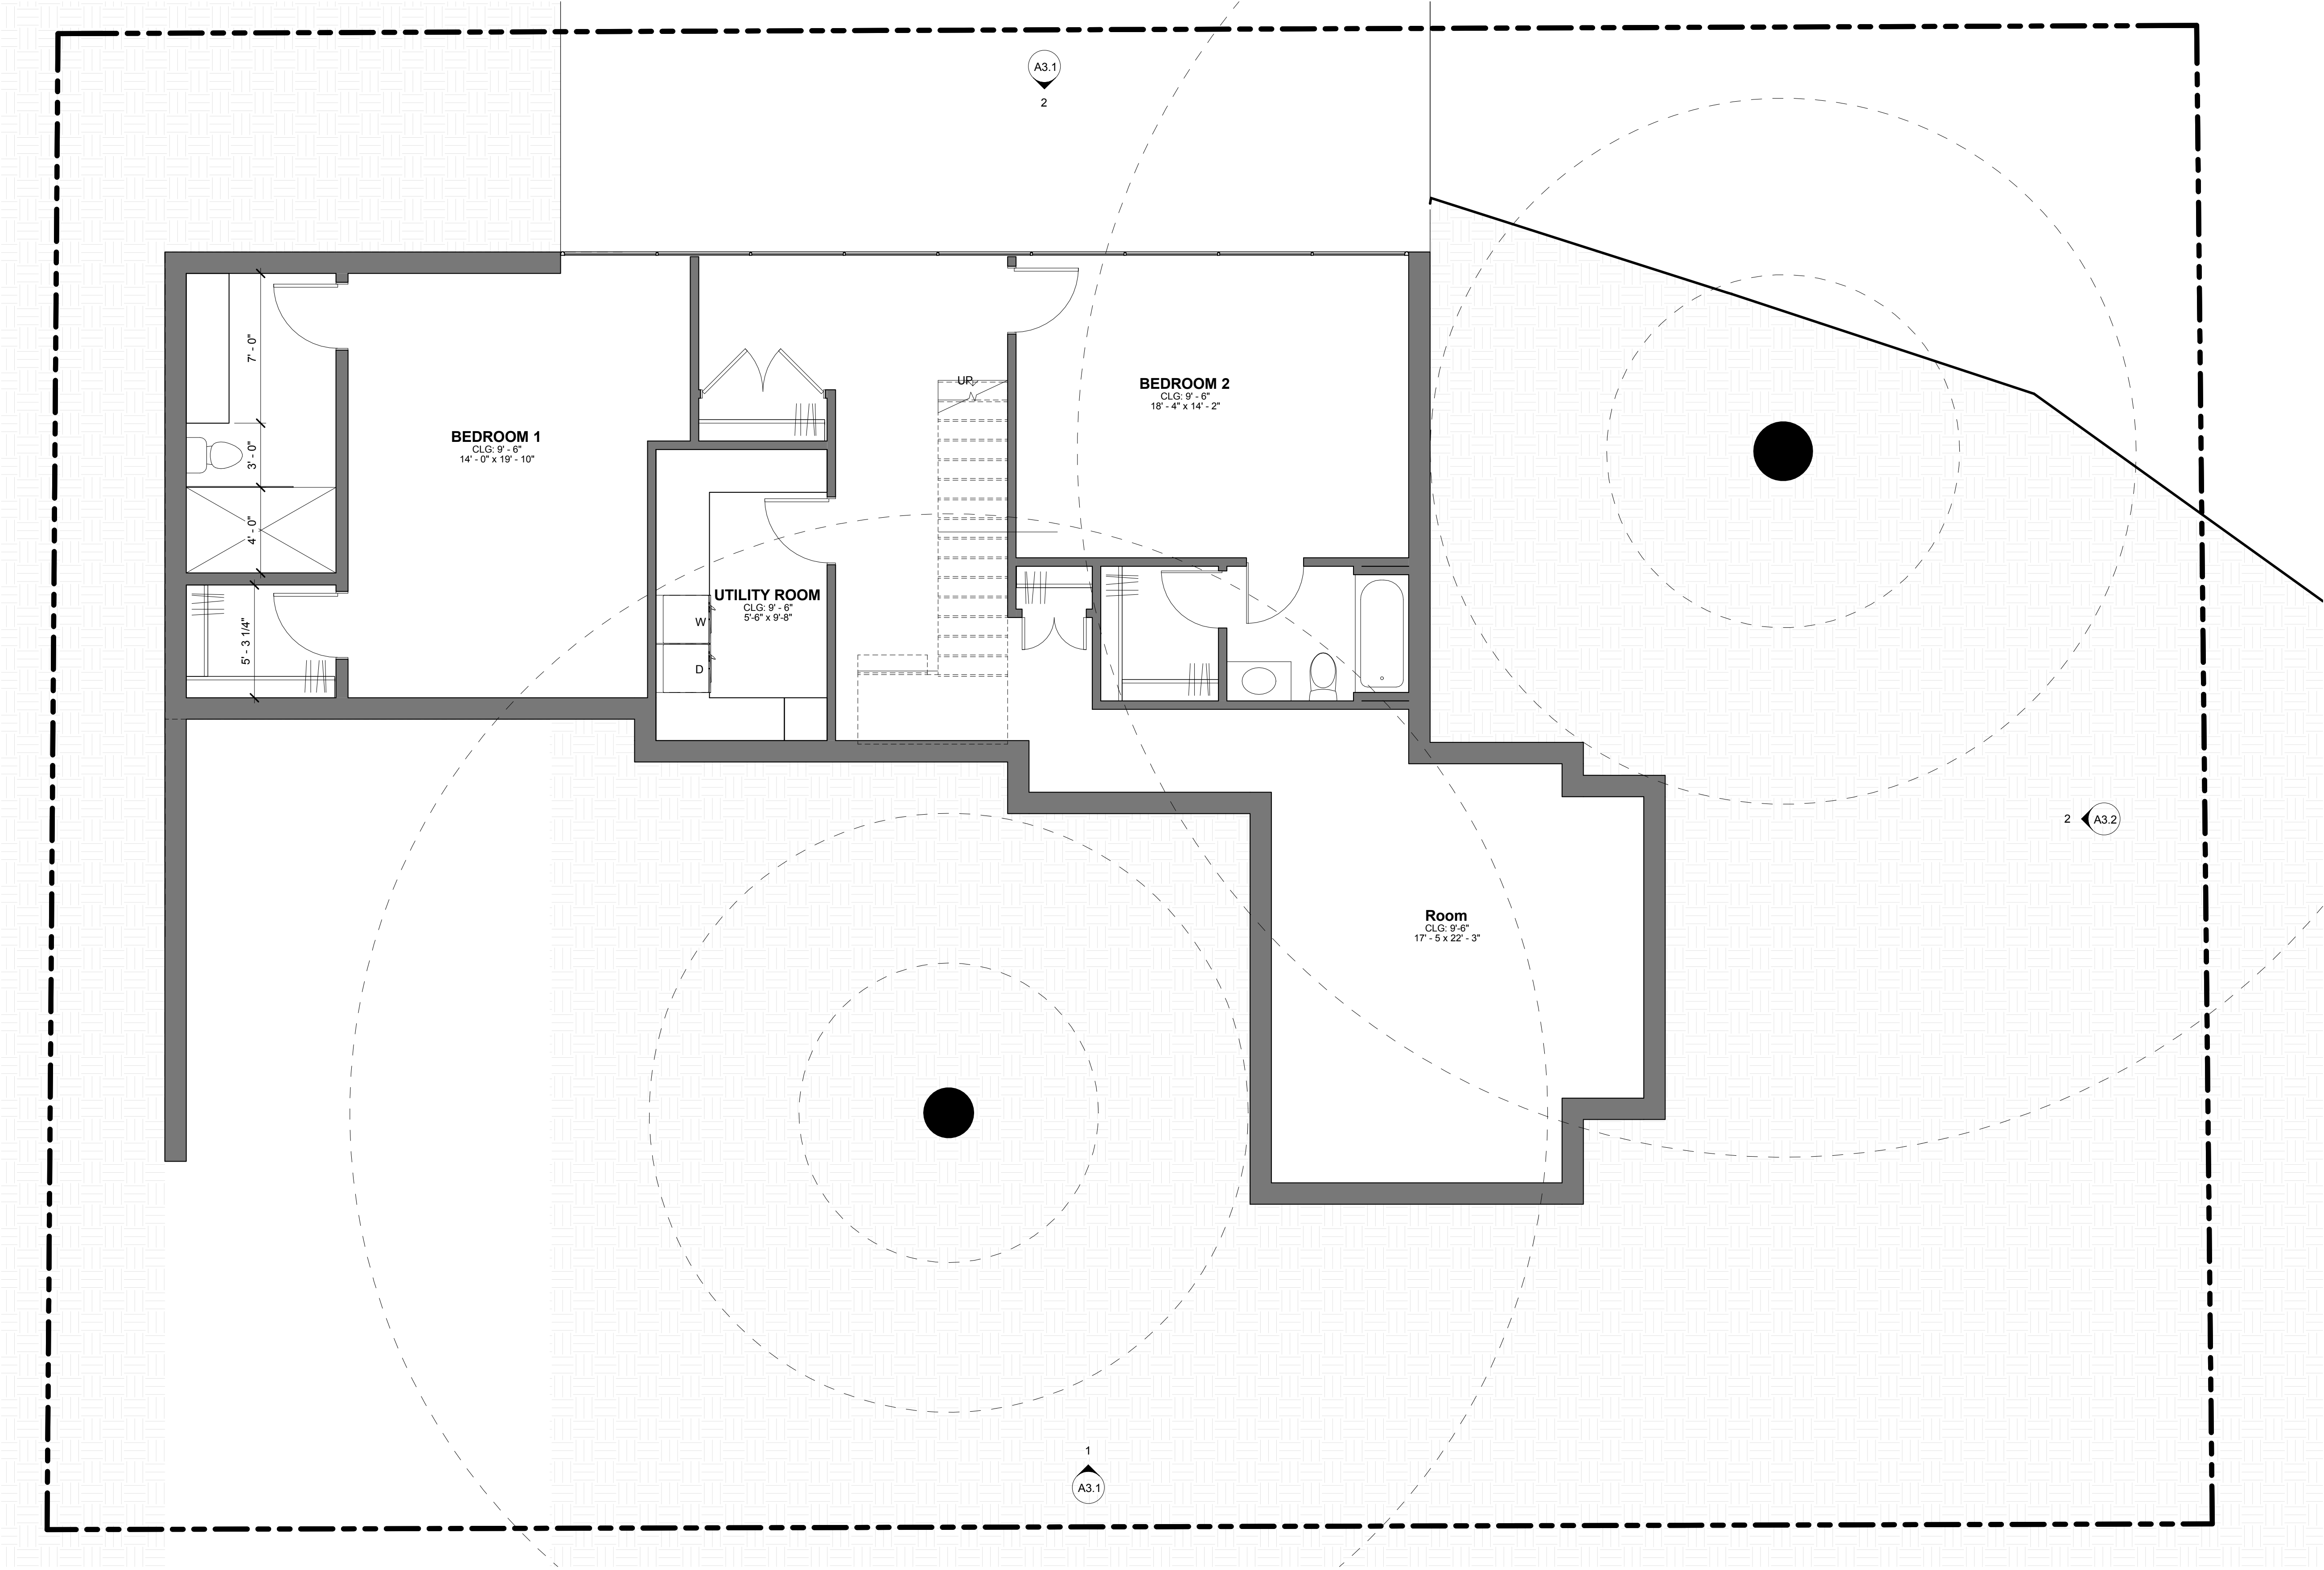 A3.1
2
7' - 0"
3' - 0"
4' - 0"
5' - 3 1/4"
BEDROOM 1
CLG: 9' - 6"
14' - 0" x 19' - 10"
UP
BEDROOM 2
CLG: 9' - 6"
18' - 4" x 14' - 2"
UTILITY ROOM
CLG: 9' - 6"
5'-6" x 9'-8"
W
D
2
A3.2
Room
CLG: 9'-6"
17' - 5 x 22' - 3"
1
A3.1